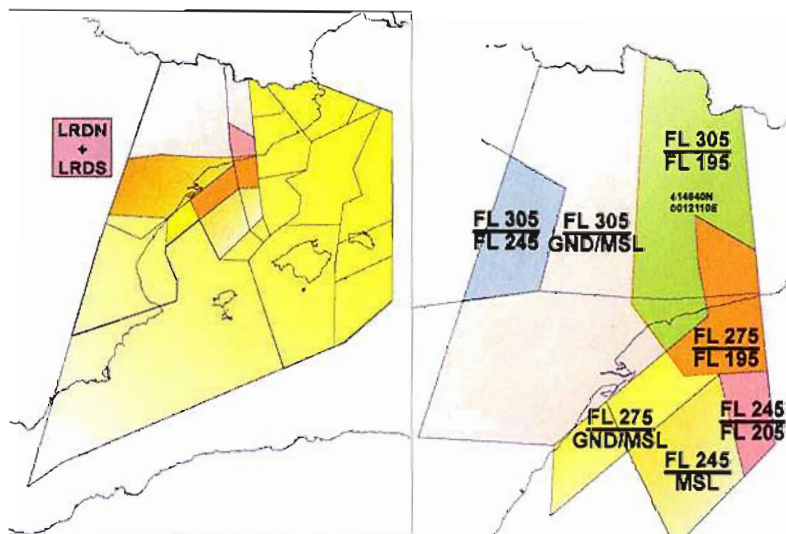 LRDN
+
LRDS
FL 305
FL 195
414640N
0012110E
FL 305
FL 245
FL 305
GND/MSL
FL 275
FL 195
FL 275
GND/MSL
FL 245
FL 205
FL 245
MSL